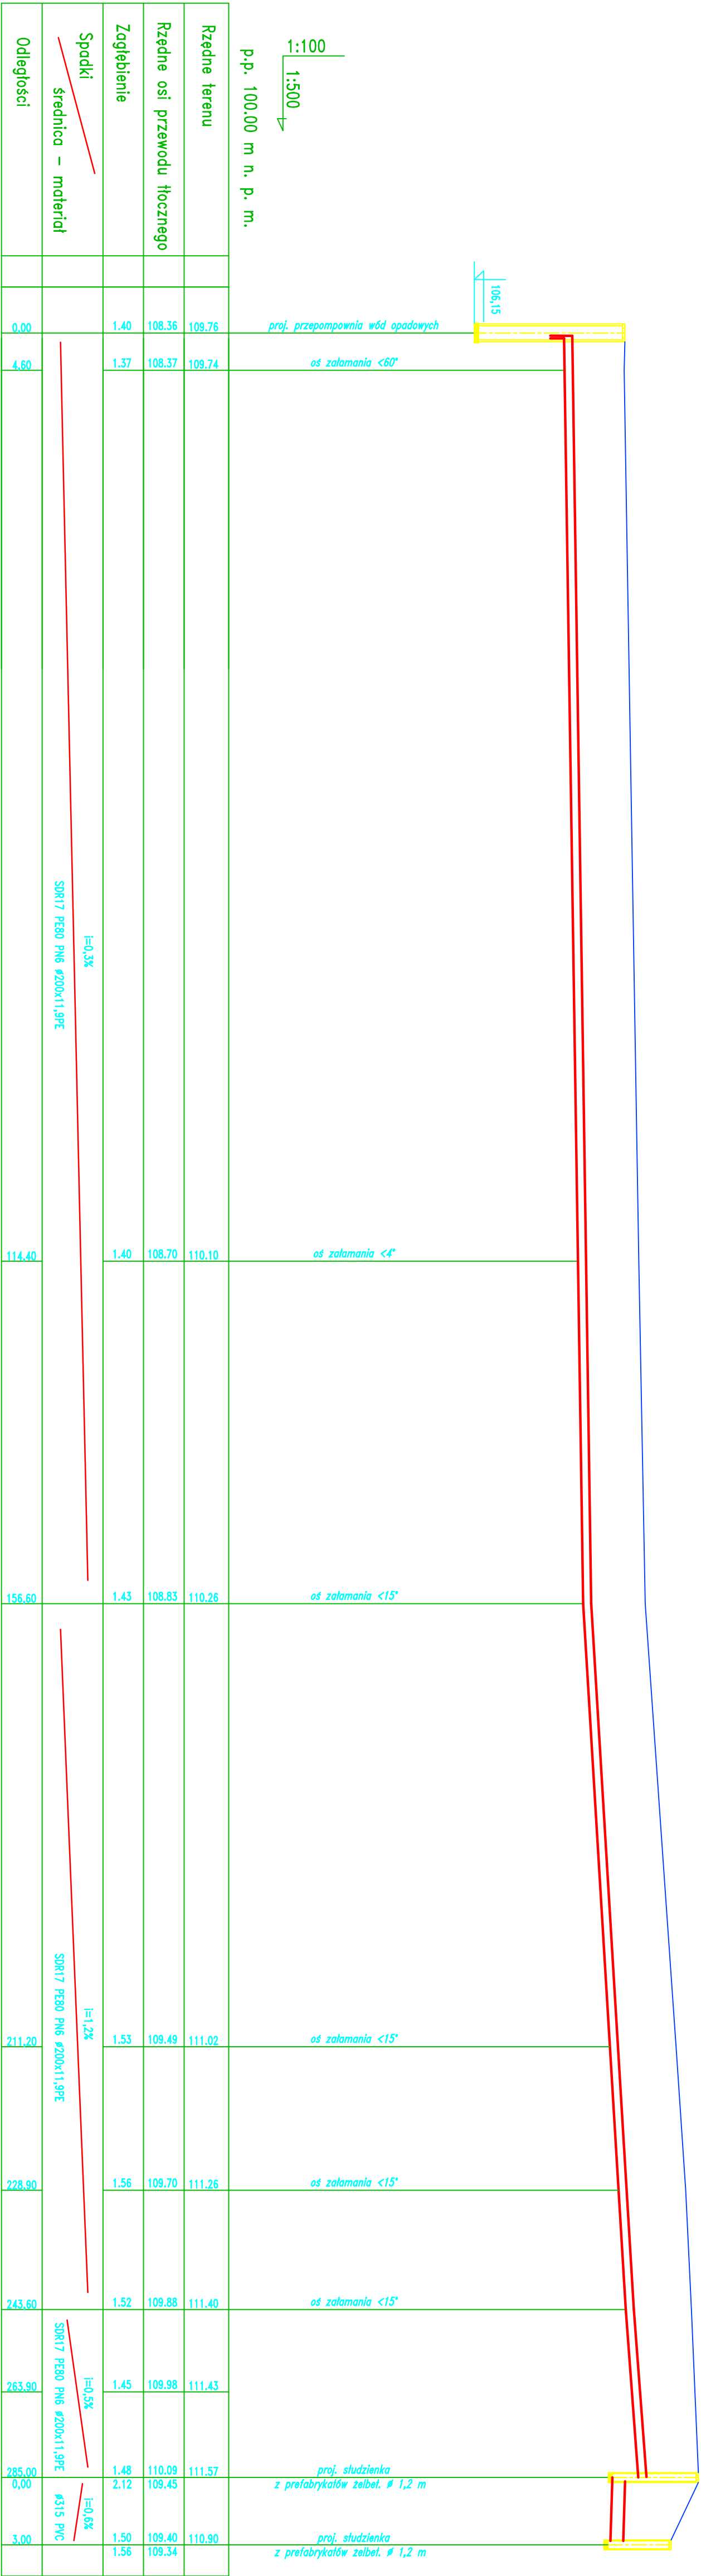 1:100
1:500
p.p. 100.00 m n. p. m.
106,15
proj. przepompownia wód opadowych
oś załamania <60°
oś załamania <4°
oś załamania <15°
oś załamania <15°
oś załamania <15°
oś załamania <15°
proj. studzienka
z prefabrykatów żelbet. ø 1,2 m
proj. studzienka
z prefabrykatów żelbet. ø 1,2 m
Rzędne terenu
109.76 109.74 110.10 110.26 111.02 111.26 111.40 111.43 111.57 110.90
Rzędne osi przewodu tłocznego
108.36 108.37 108.70 108.83 109.49 109.70 109.88 109.98 110.09 109.45 109.40 109.34
Zagłębienie
1.40 1.37 1.40 1.43 1.53 1.56 1.52 1.45 1.48 2.12 1.50 1.56
Spadki
i=0,3% i=1,2% i=0,5% i=0,6%
średnica - materiał
SDR17 PE80 PN6 ø200x11,9PE SDR17 PE80 PN6 ø200x11,9PE SDR17 PE80 PN6 ø200x11,9PE ø315 PVC
Odległości
0.00 4.60 114.40 156.60 211.20 228.90 243.60 263.90 285.00 0,00 3.00